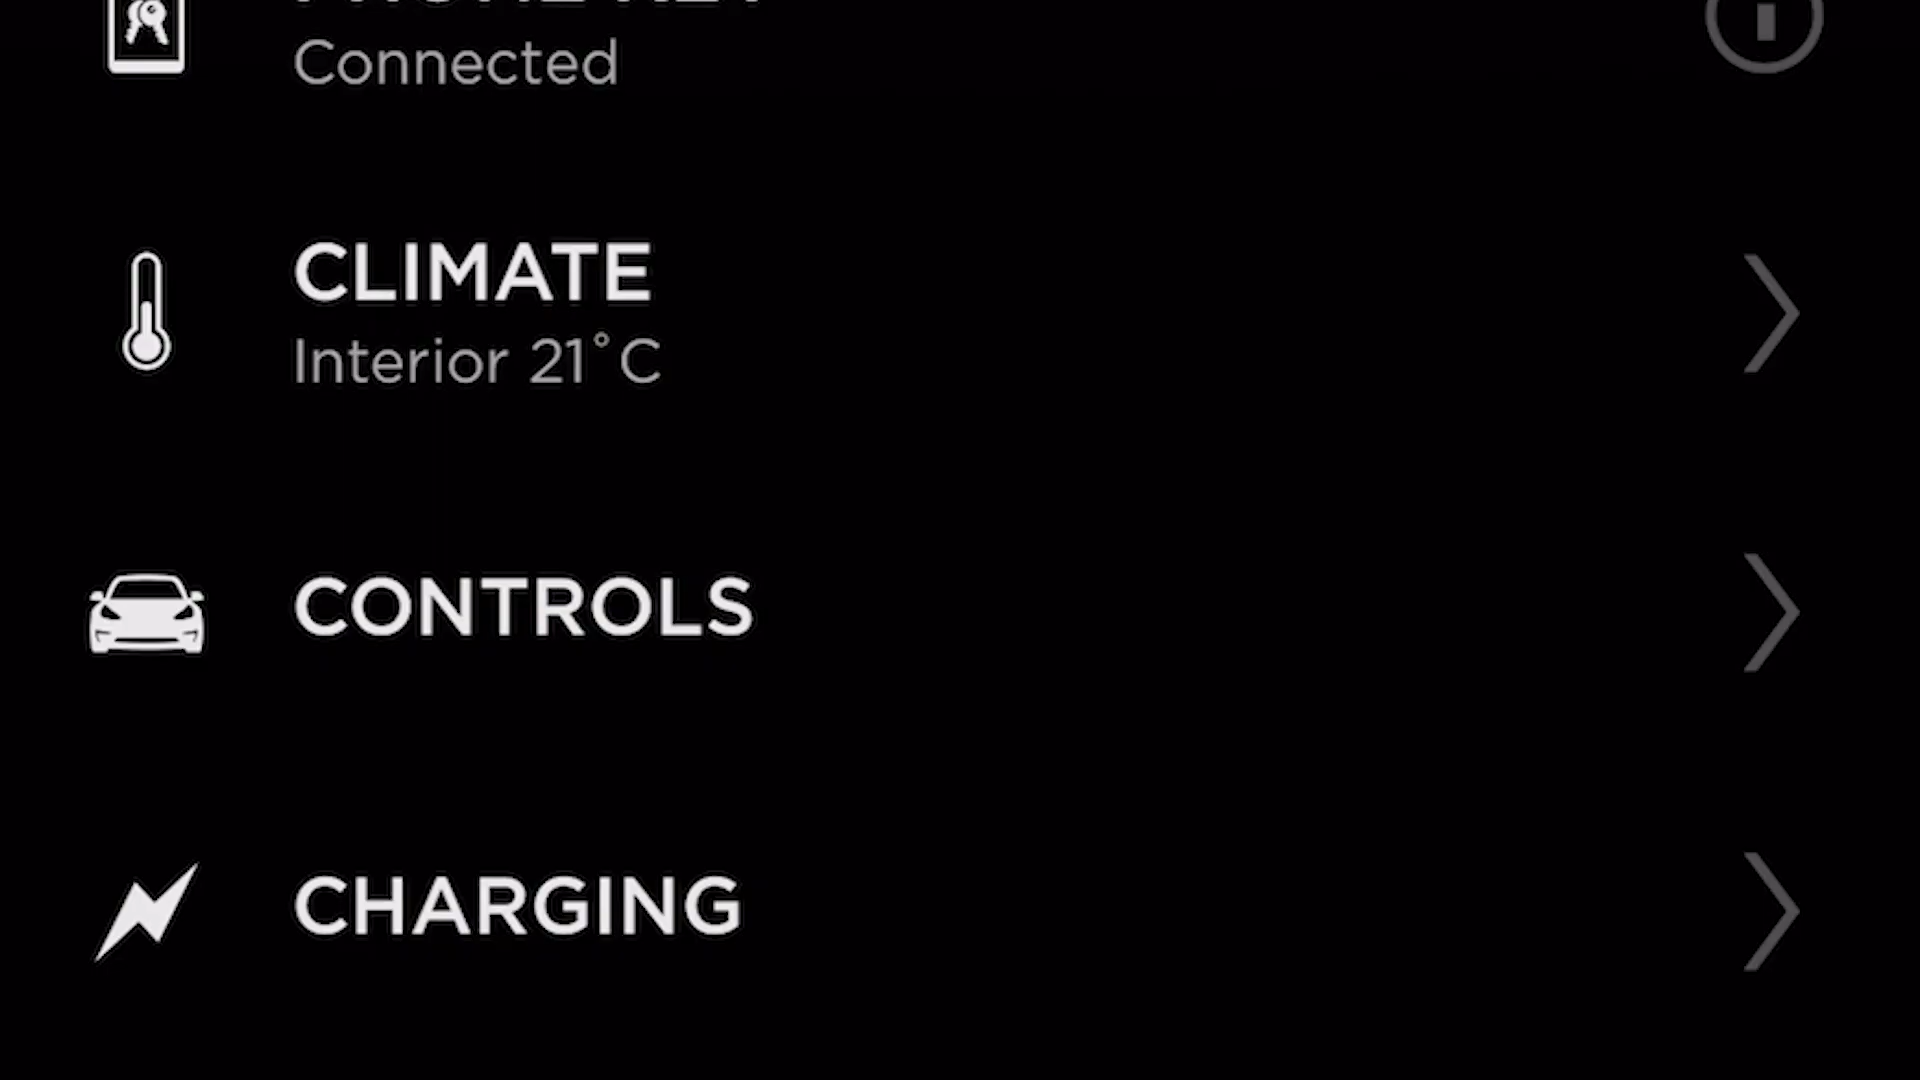 Connected
CLIMATE
Interior 21°C
CONTROLS
CHARGING